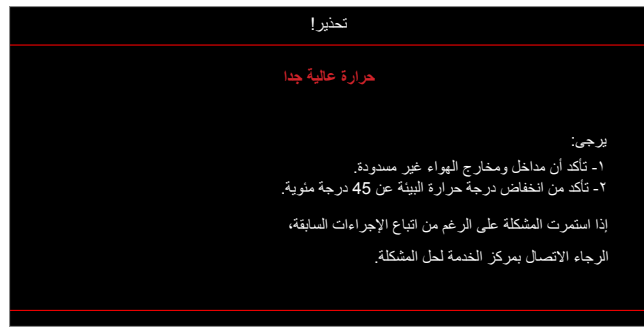 تحذير!
حرارة عالية جدا
يرجى:
١- تأكد أن مداخل ومخارج الهواء غير مسدودة.
٢- تأكد من انخفاض درجة حرارة البيئة عن 45 درجة مئوية.
إذا استمرت المشكلة على الرغم من اتباع الإجراءات السابقة،
الرجاء الاتصال بمركز الخدمة لحل المشكلة.